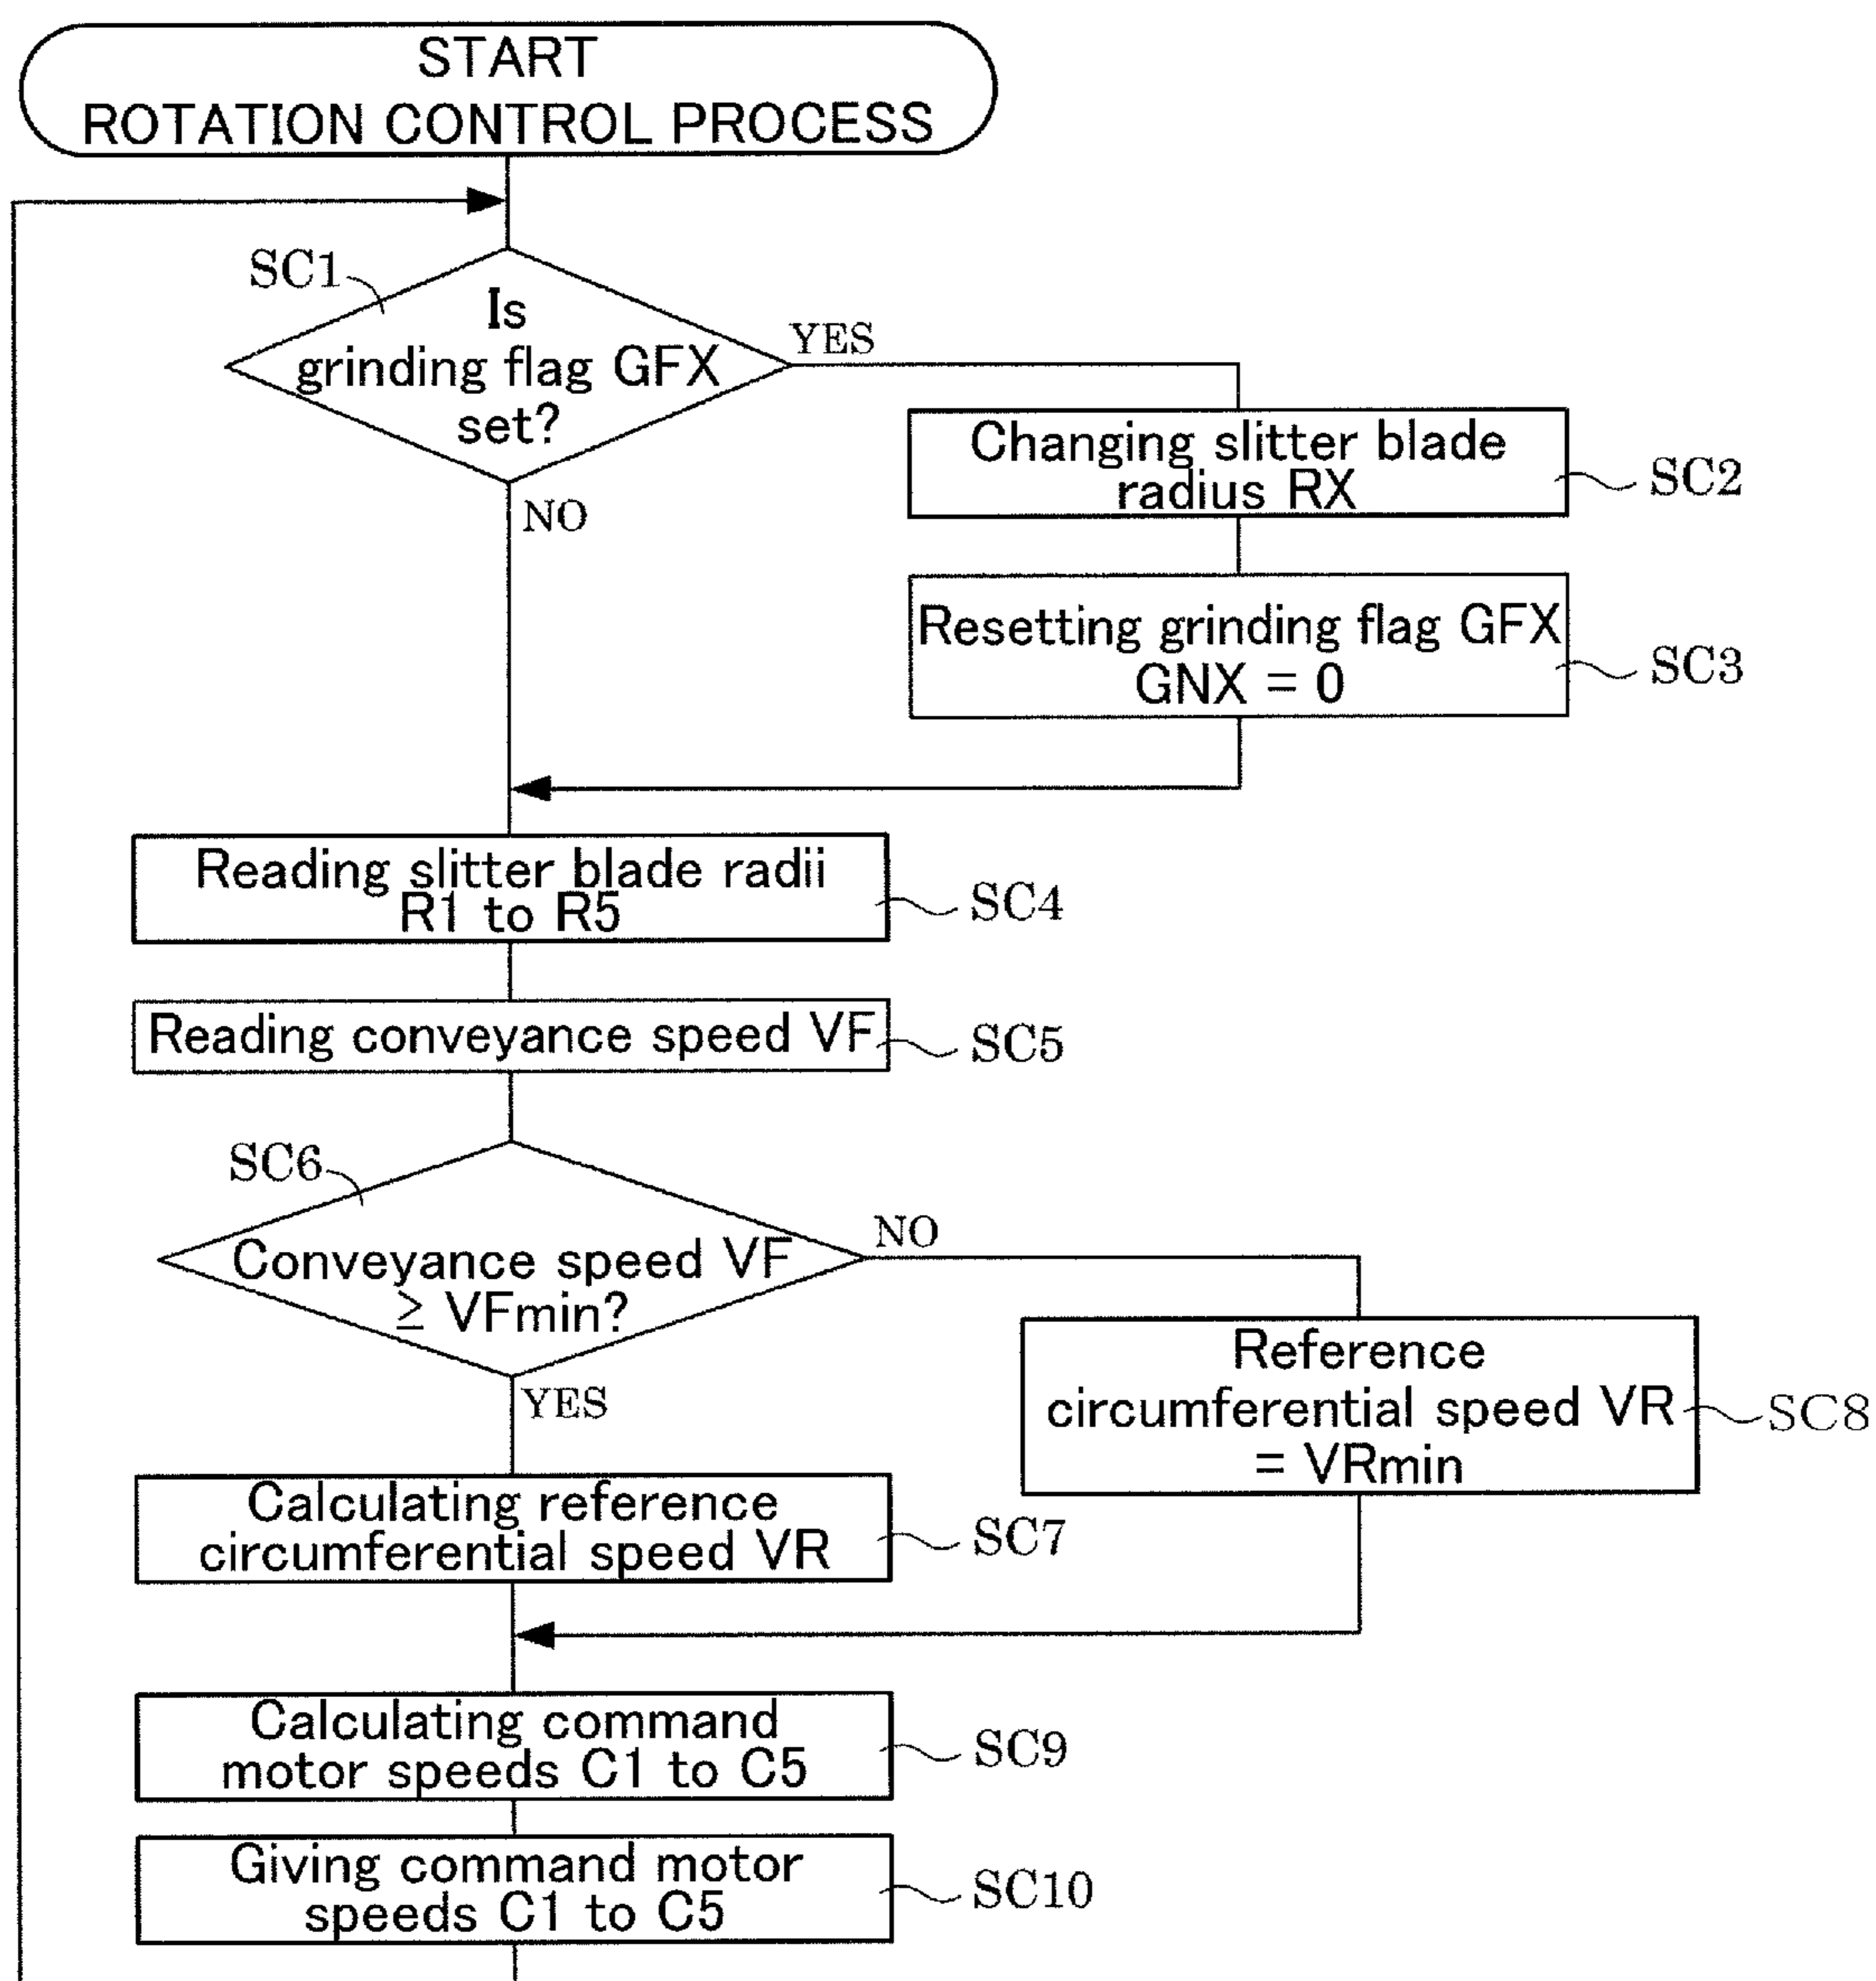 START
ROTATION CONTROL PROCESS
SC1
Is
grinding flag GFX
set?
YES
NO
Changing slitter blade
radius RX
SC2
Resetting grinding flag GFX
GNX = 0
SC3
Reading slitter blade radii
R1 to R5
SC4
Reading conveyance speed VF
SC5
SC6
Conveyance speed VF
≥ VFmin?
NO
YES
Reference
circumferential speed VR
= VRmin
SC8
Calculating reference
circumferential speed VR
SC7
Calculating command
motor speeds C1 to C5
SC9
Giving command motor
speeds C1 to C5
SC10